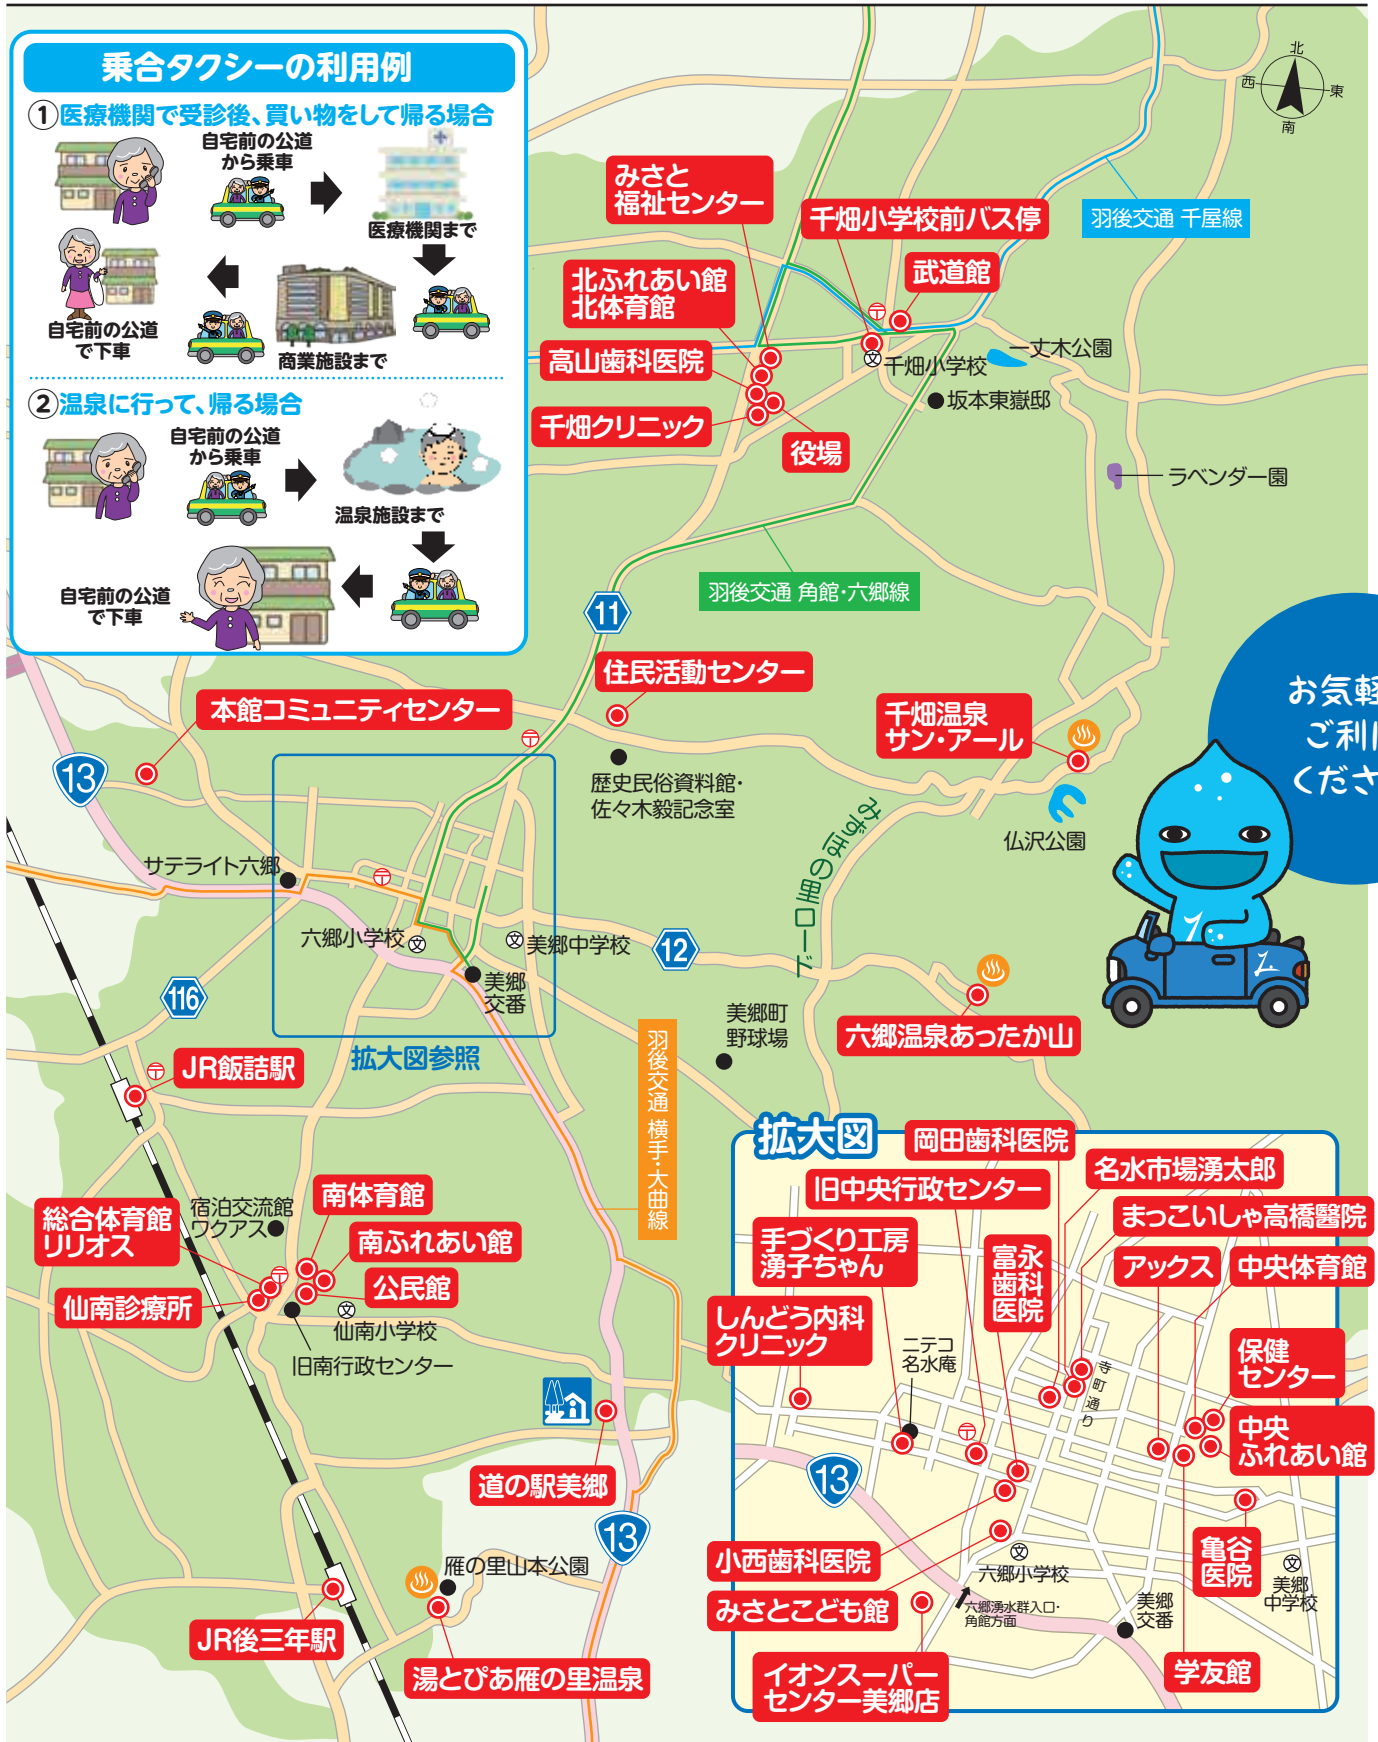 乗合タクシーの利用例
①医療機関で受診後、買い物をして帰る場合
自宅前の公道
から乗車
医療機関まで
商業施設まで
自宅前の公道
で下車
②温泉に行って、帰る場合
自宅前の公道
から乗車
温泉施設まで
自宅前の公道
で下車
北
西
東
南
みさと
福祉センター
千畑小学校前バス停
羽後交通 千屋線
北ふれあい館
北体育館
武道館
〒
高山歯科医院
文
千畑小学校
一丈木公園
坂本東嶽邸
千畑クリニック
役場
ラベンダー園
羽後交通 角館・六郷線
11
住民活動センター
本館コミュニティセンター
千畑温泉
サン・アール
お気軽
ご利
くださ
13
〒
歴史民俗資料館・
佐々木毅記念室
みずほの里ロード
仏沢公園
サテライト六郷
〒
六郷小学校
文
文
美郷中学校
12
美郷
交番
116
拡大図参照
美郷町
野球場
六郷温泉あったか山
〒
JR飯詰駅
羽後交通 横手・大曲線
宿泊交流館
ワクアス
南体育館
総合体育館
リリオス
南ふれあい館
〒
公民館
仙南診療所
文
仙南小学校
旧南行政センター
道の駅美郷
13
雁の里山本公園
JR後三年駅
湯とぴあ雁の里温泉
拡大図
岡田歯科医院
名水市場湧太郎
旧中央行政センター
まっこいしゃ高橋醫院
手づくり工房
湧子ちゃん
富永
歯科
医院
アックス
中央体育館
しんどう内科
クリニック
ニテコ
名水庵
寺町通り
保健
センター
〒
中央
ふれあい館
13
小西歯科医院
文
六郷小学校
亀谷
医院
文
美郷
中学校
みさとこども館
六郷湧水群入口・
角館方面
美郷
交番
イオンスーパー
センター美郷店
学友館